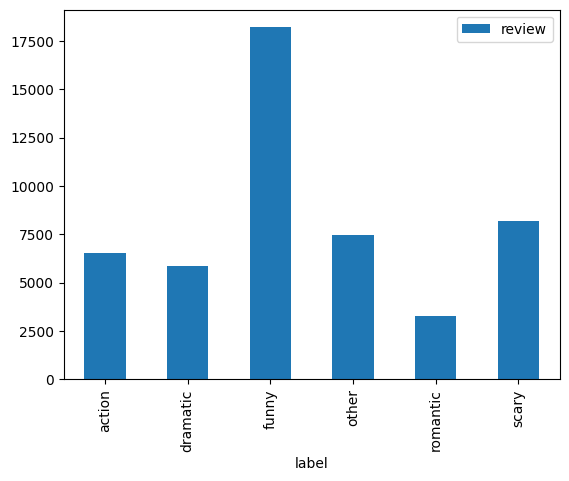 17500
15000
12500
10000
7500
5000
2500
0
review
action
dramatic
funny
other
romantic
scary
label